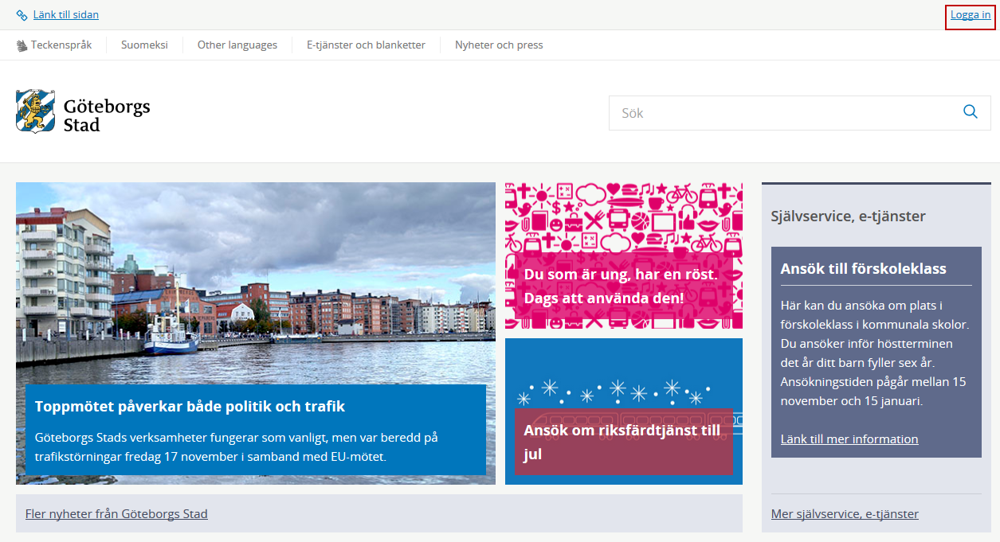 Länk till sidan
Logga in
Teckenspråk
Suomeksi
Other languages
E-tjänster och blanketter
Nyheter och press
Göteborgs
Stad
Sök
Toppmötet påverkar både politik och trafik
Göteborgs Stads verksamheter fungerar som vanligt, men var beredd på
trafikstörningar fredag 17 november i samband med EU-mötet.
Du som är ung, har en röst.
Dags att använda den!
Ansök om riksfärdtjänst till
jul
Fler nyheter från Göteborgs Stad
Självservice, e-tjänster
Ansök till förskoleklass
Här kan du ansöka om plats i
förskoleklass i kommunala skolor.
Du ansöker inför höstterminen
det år ditt barn fyller sex år.
Ansökningstiden pågår mellan 15
november och 15 januari.
Länk till mer information
Mer självservice, e-tjänster